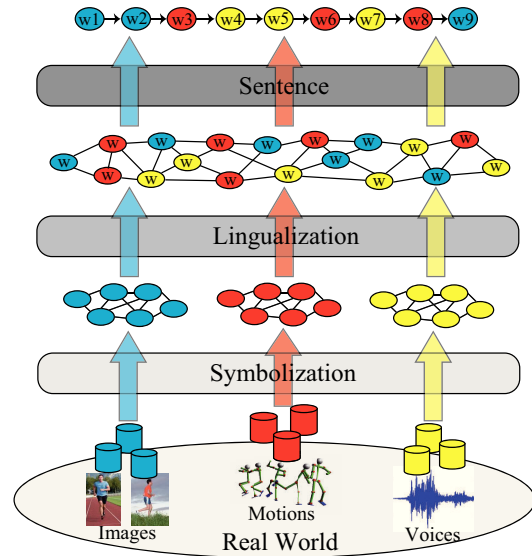 w1 w2 w3 w4 w5 w6 w7 w8 w9
Sentence
w w w w w w
w w w w w
w w w w w w
Lingualization
Symbolization
Images
Motions
Voices
Real World